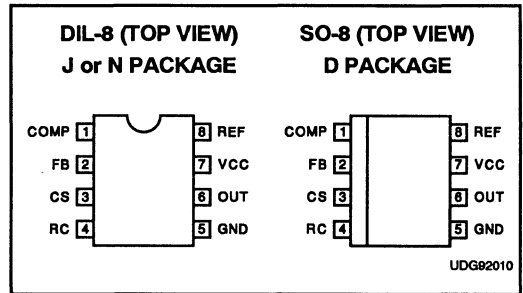 DIL-8 (TOP VIEW)
J or N PACKAGE
COMP 1
8 REF
FB 2
7 VCC
CS 3
6 OUT
RC 4
5 GND
SO-8 (TOP VIEW)
D PACKAGE
COMP 1
8 REF
FB 2
7 VCC
CS 3
6 OUT
RC 4
5 GND
UDG92010